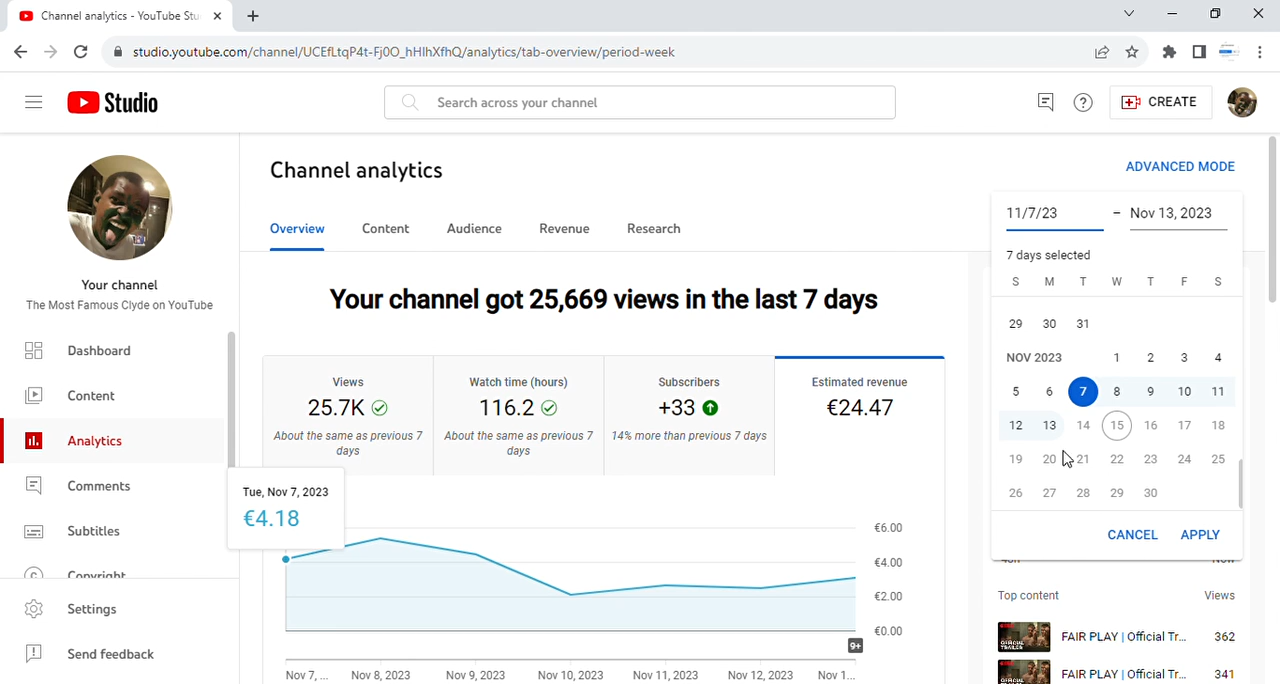 Channel analytics - YouTube Stu
studio.youtube.com/channel/UCEfLtqP4t-Fj0O_hHIhXfhQ/analytics/tab-overview/period-week
Studio
Search across your channel
CREATE
Your channel
The Most Famous Clyde on YouTube
Dashboard
Content
Analytics
Comments
Subtitles
Copyright
Settings
Send feedback
Channel analytics
ADVANCED MODE
Overview
Content
Audience
Revenue
Research
Your channel got 25,669 views in the last 7 days
Views
25.7K
About the same as previous 7
days
Watch time (hours)
116.2
About the same as previous 7
days
Subscribers
+33
14% more than previous 7 days
Estimated revenue
€24.47
Tue, Nov 7, 2023
€4.18
€6.00
€4.00
€2.00
€0.00
9+
Nov 7, ...
Nov 8, 2023
Nov 9, 2023
Nov 10, 2023
Nov 11, 2023
Nov 12, 2023
Nov 1...
11/7/23 – Nov 13, 2023
7 days selected
S M T W T F S
29 30 31
NOV 2023 1 2 3 4
5 6 7 8 9 10 11
12 13 14 15 16 17 18
19 20 21 22 23 24 25
26 27 28 29 30
CANCEL APPLY
Top content Views
FAIR PLAY | Official Tr... 362
FAIR PLAY | Official Tr... 341